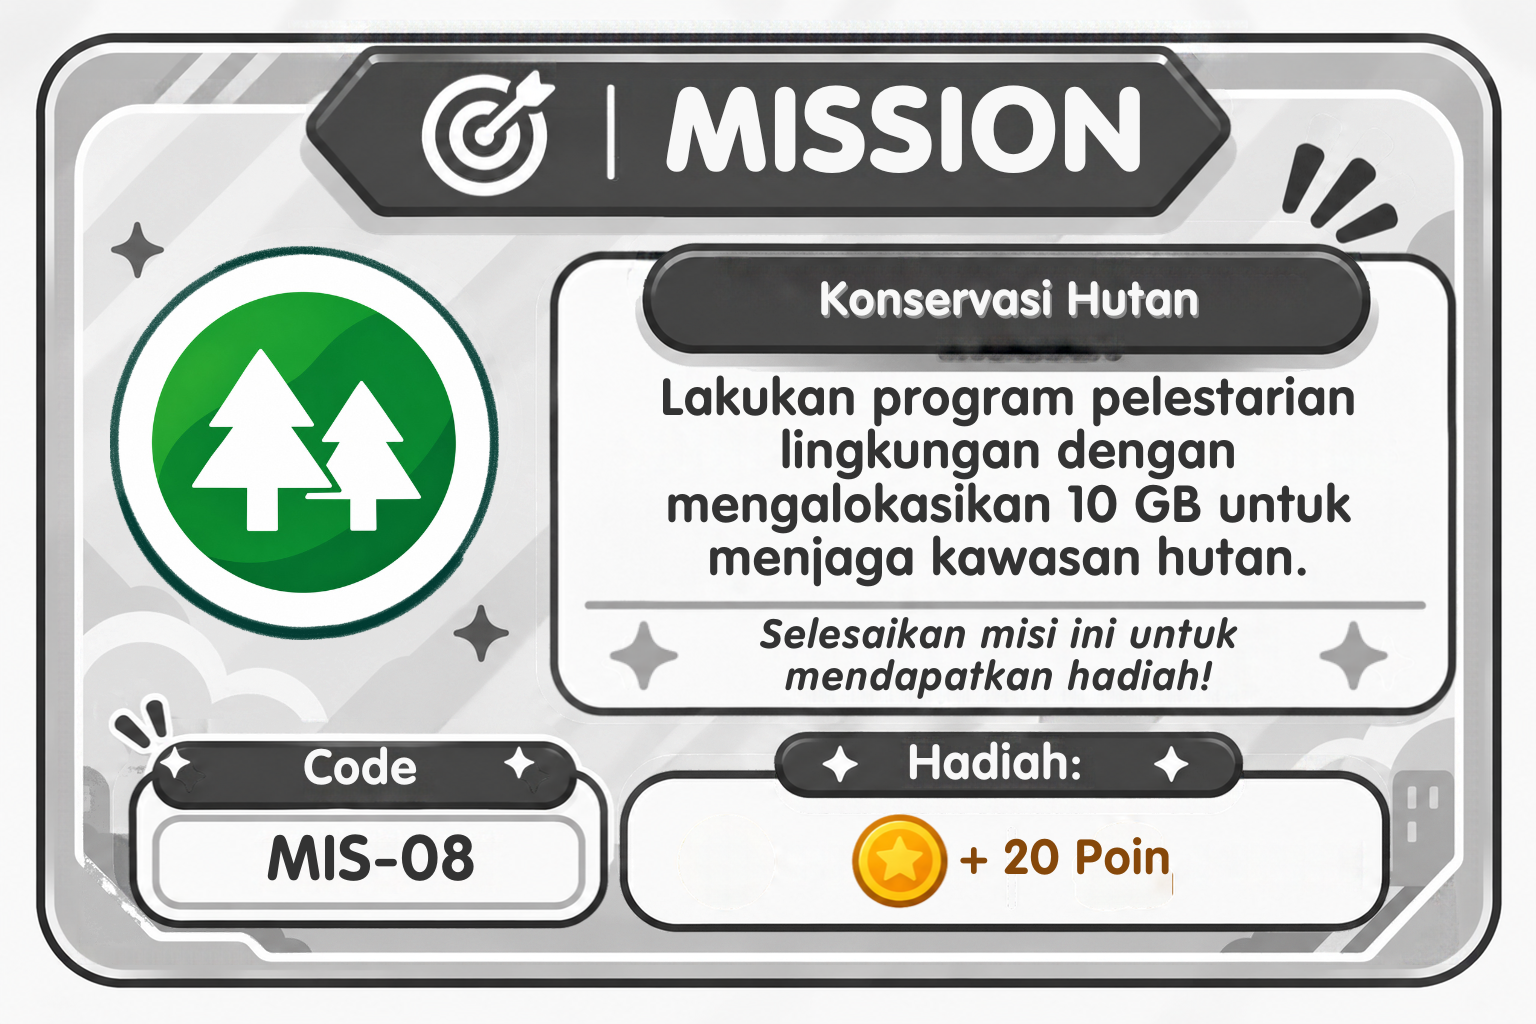 MISSION
Konservasi Hutan
Lakukan program pelestarian
lingkungan dengan
mengalokasikan 10 GB untuk
menjaga kawasan hutan.
Selesaikan misi ini untuk
mendapatkan hadiah!
Code
MIS-08
Hadiah:
+ 20 Poin